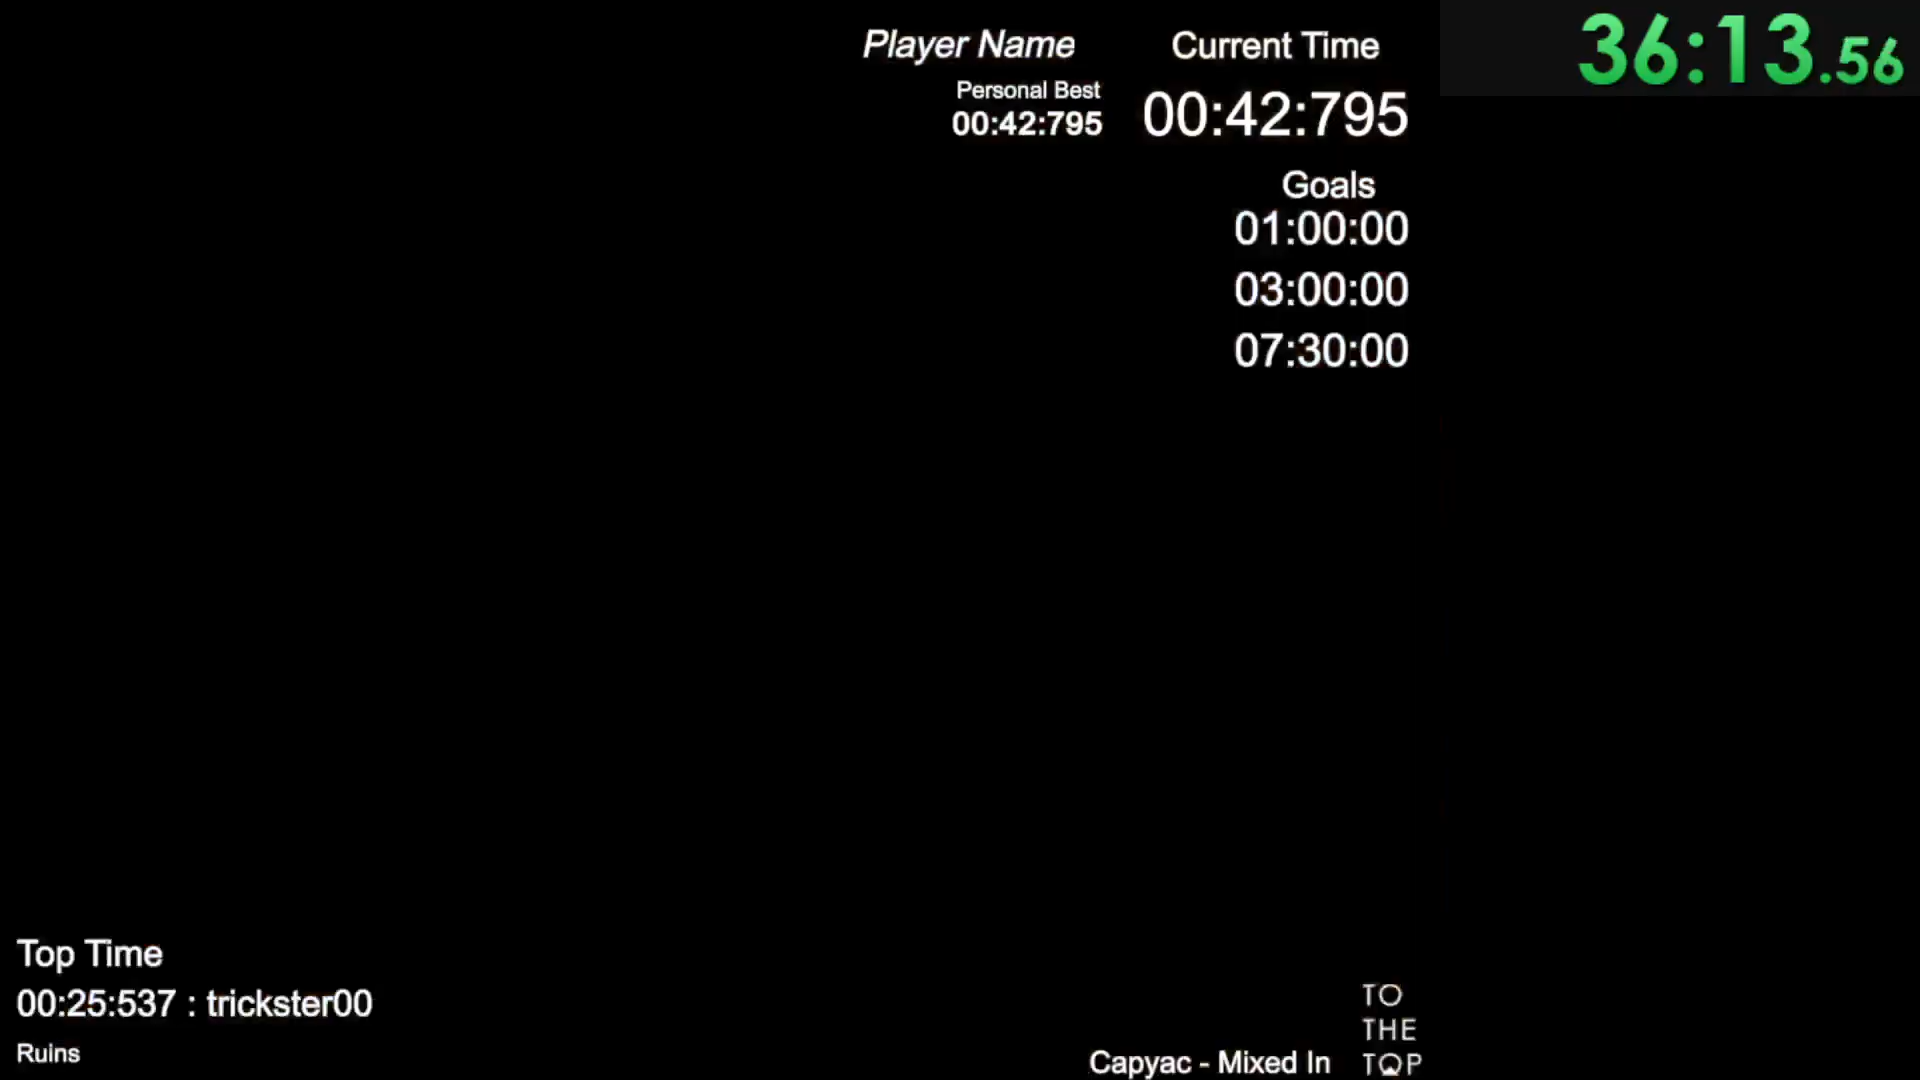 Player Name
Current Time
36:13.56
Personal Best
00:42:795
00:42:795
Goals
01:00:00
03:00:00
07:30:00
Top Time
00:25:537 : trickster00
Ruins
Capyac - Mixed In
TO
THE
TOP